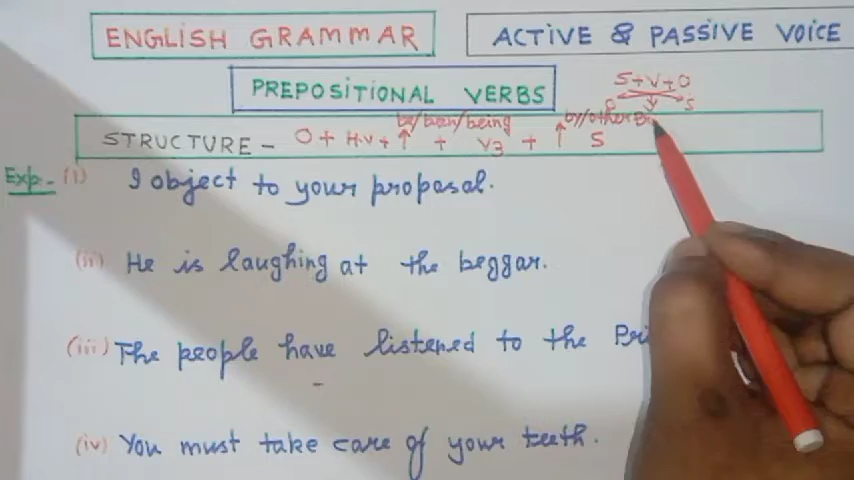 ENGLISH GRAMMAR
ACTIVE & PASSIVE VOICE
PREPOSITIONAL VERBS
S+V+O
O V S
be/been/being by/other
STRUCTURE - O + H.V + ↑ + V3 + ↑ S
Exp:- (i) I object to your proposal.
(ii) He is laughing at the beggar.
(iii) The people have listened to the
(iv) You must take care of your teeth.